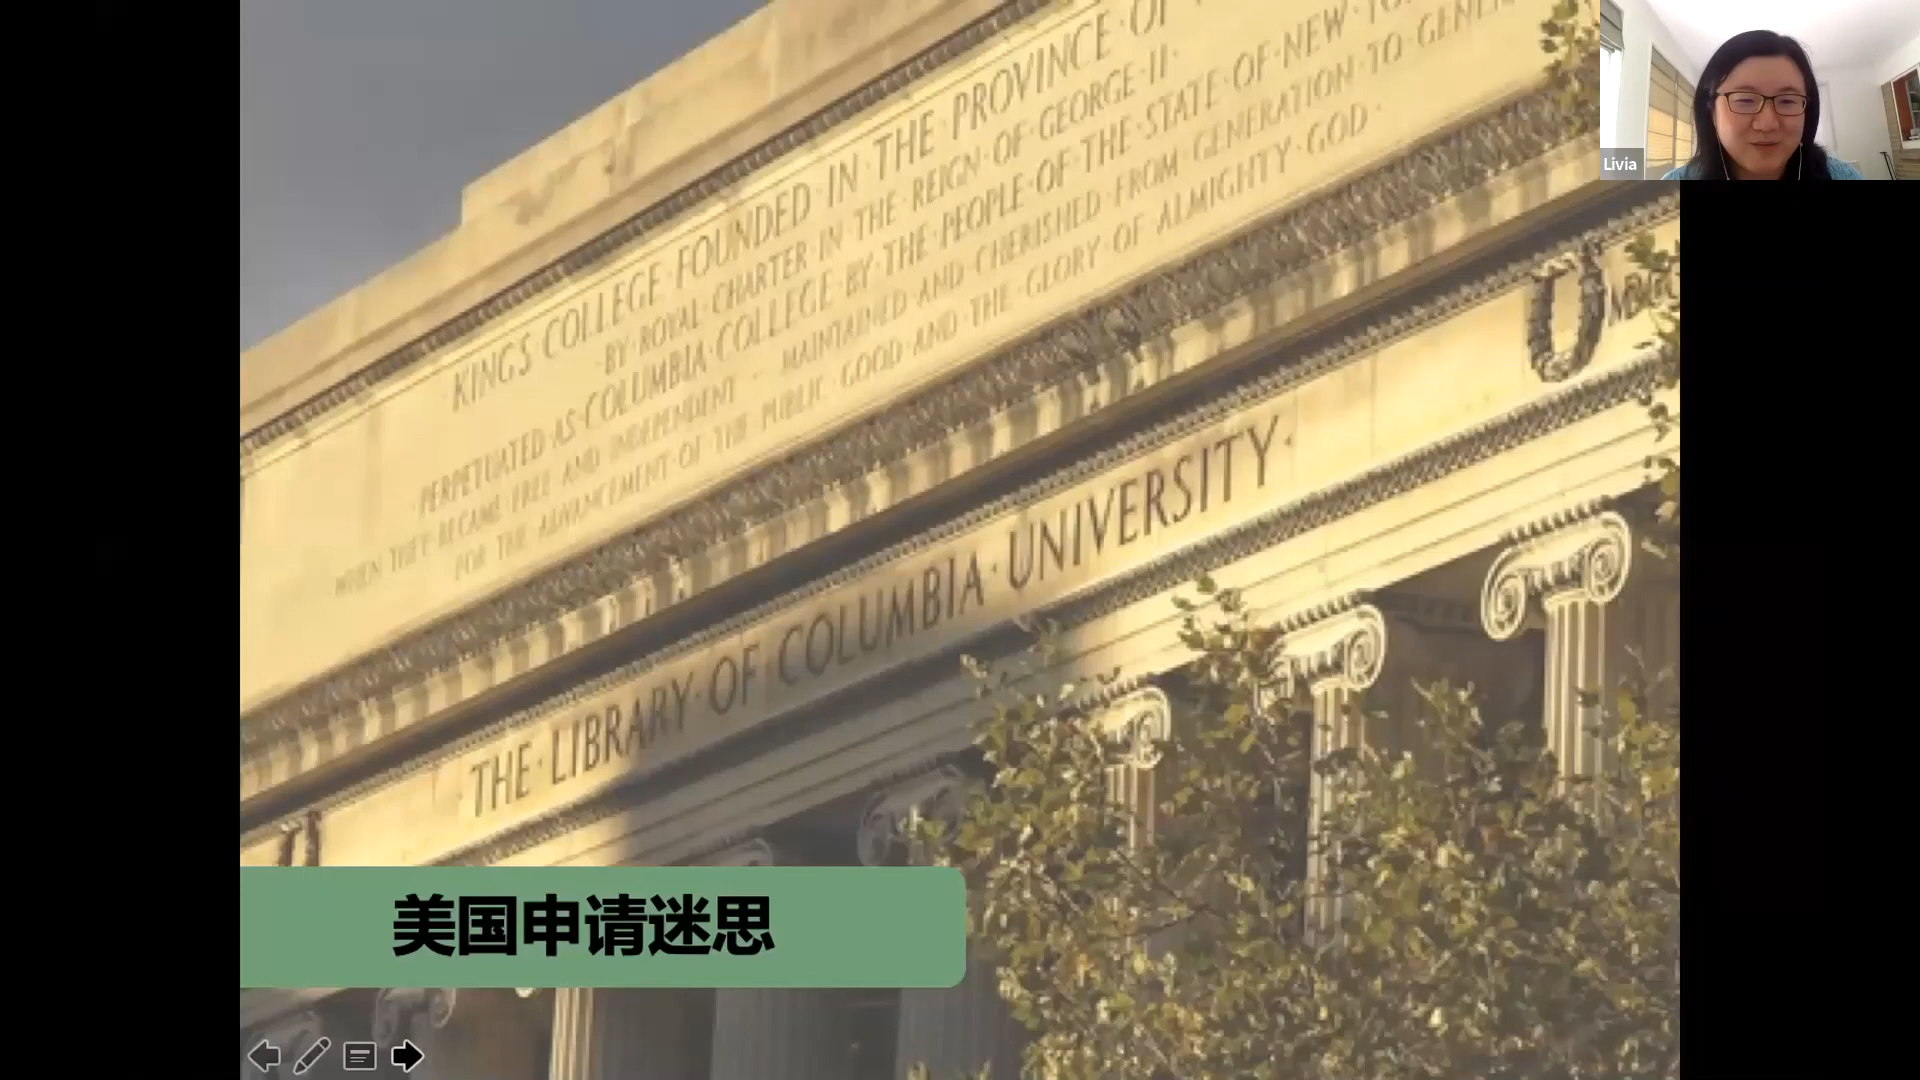 KINGS COLLEGE·FOUNDED·IN·THE·PROVINCE·OF
·BY·ROYAL·CHARTER·IN·THE·REIGN·OF·GEORGE·II·
·PERPETUATED·AS·COLUMBIA·COLLEGE·BY·THE·PEOPLE·OF·THE·STATE·OF·NEW·
WHEN THEY·BECAME·FREE AND INDEPENDENT · MAINTAINED·AND·CHERISHED·FROM·GENERATION·TO·
FOR THE ADVANCEMENT·OF·THE PUBLIC GOOD·AND·THE·GLORY·OF·ALMIGHTY·GOD·
·THE·LIBRARY·OF·COLUMBIA·UNIVERSITY·
美国申请迷思
Livia